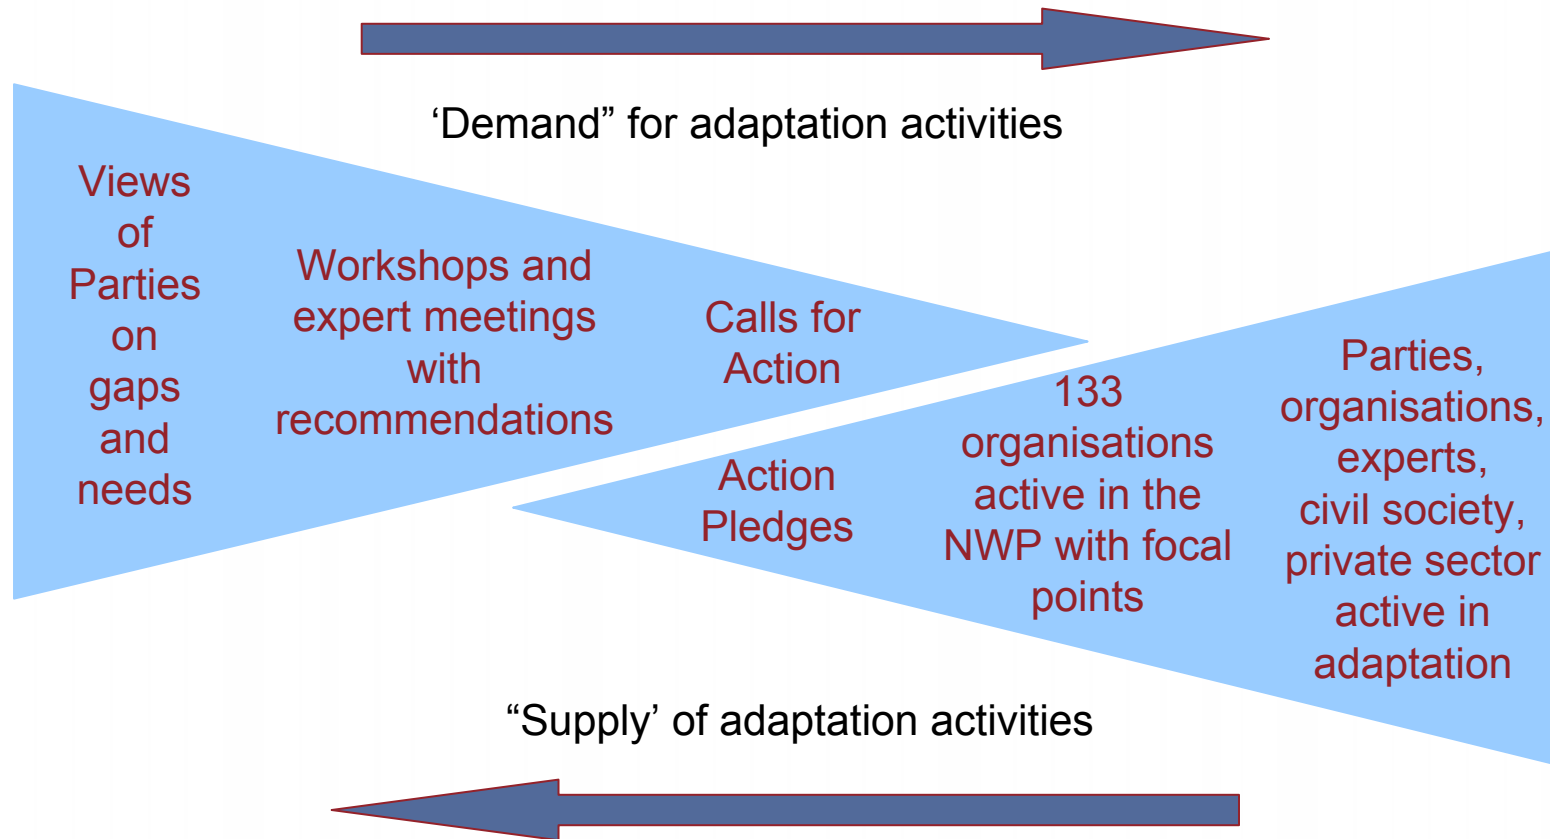 ‘Demand” for adaptation activities
Views
of
Parties
on
gaps
and
needs
Workshops and
expert meetings
with
recommendations
Calls for
Action
Action
Pledges
133
organisations
active in the
NWP with focal
points
Parties,
organisations,
experts,
civil society,
private sector
active in
adaptation
“Supply’ of adaptation activities